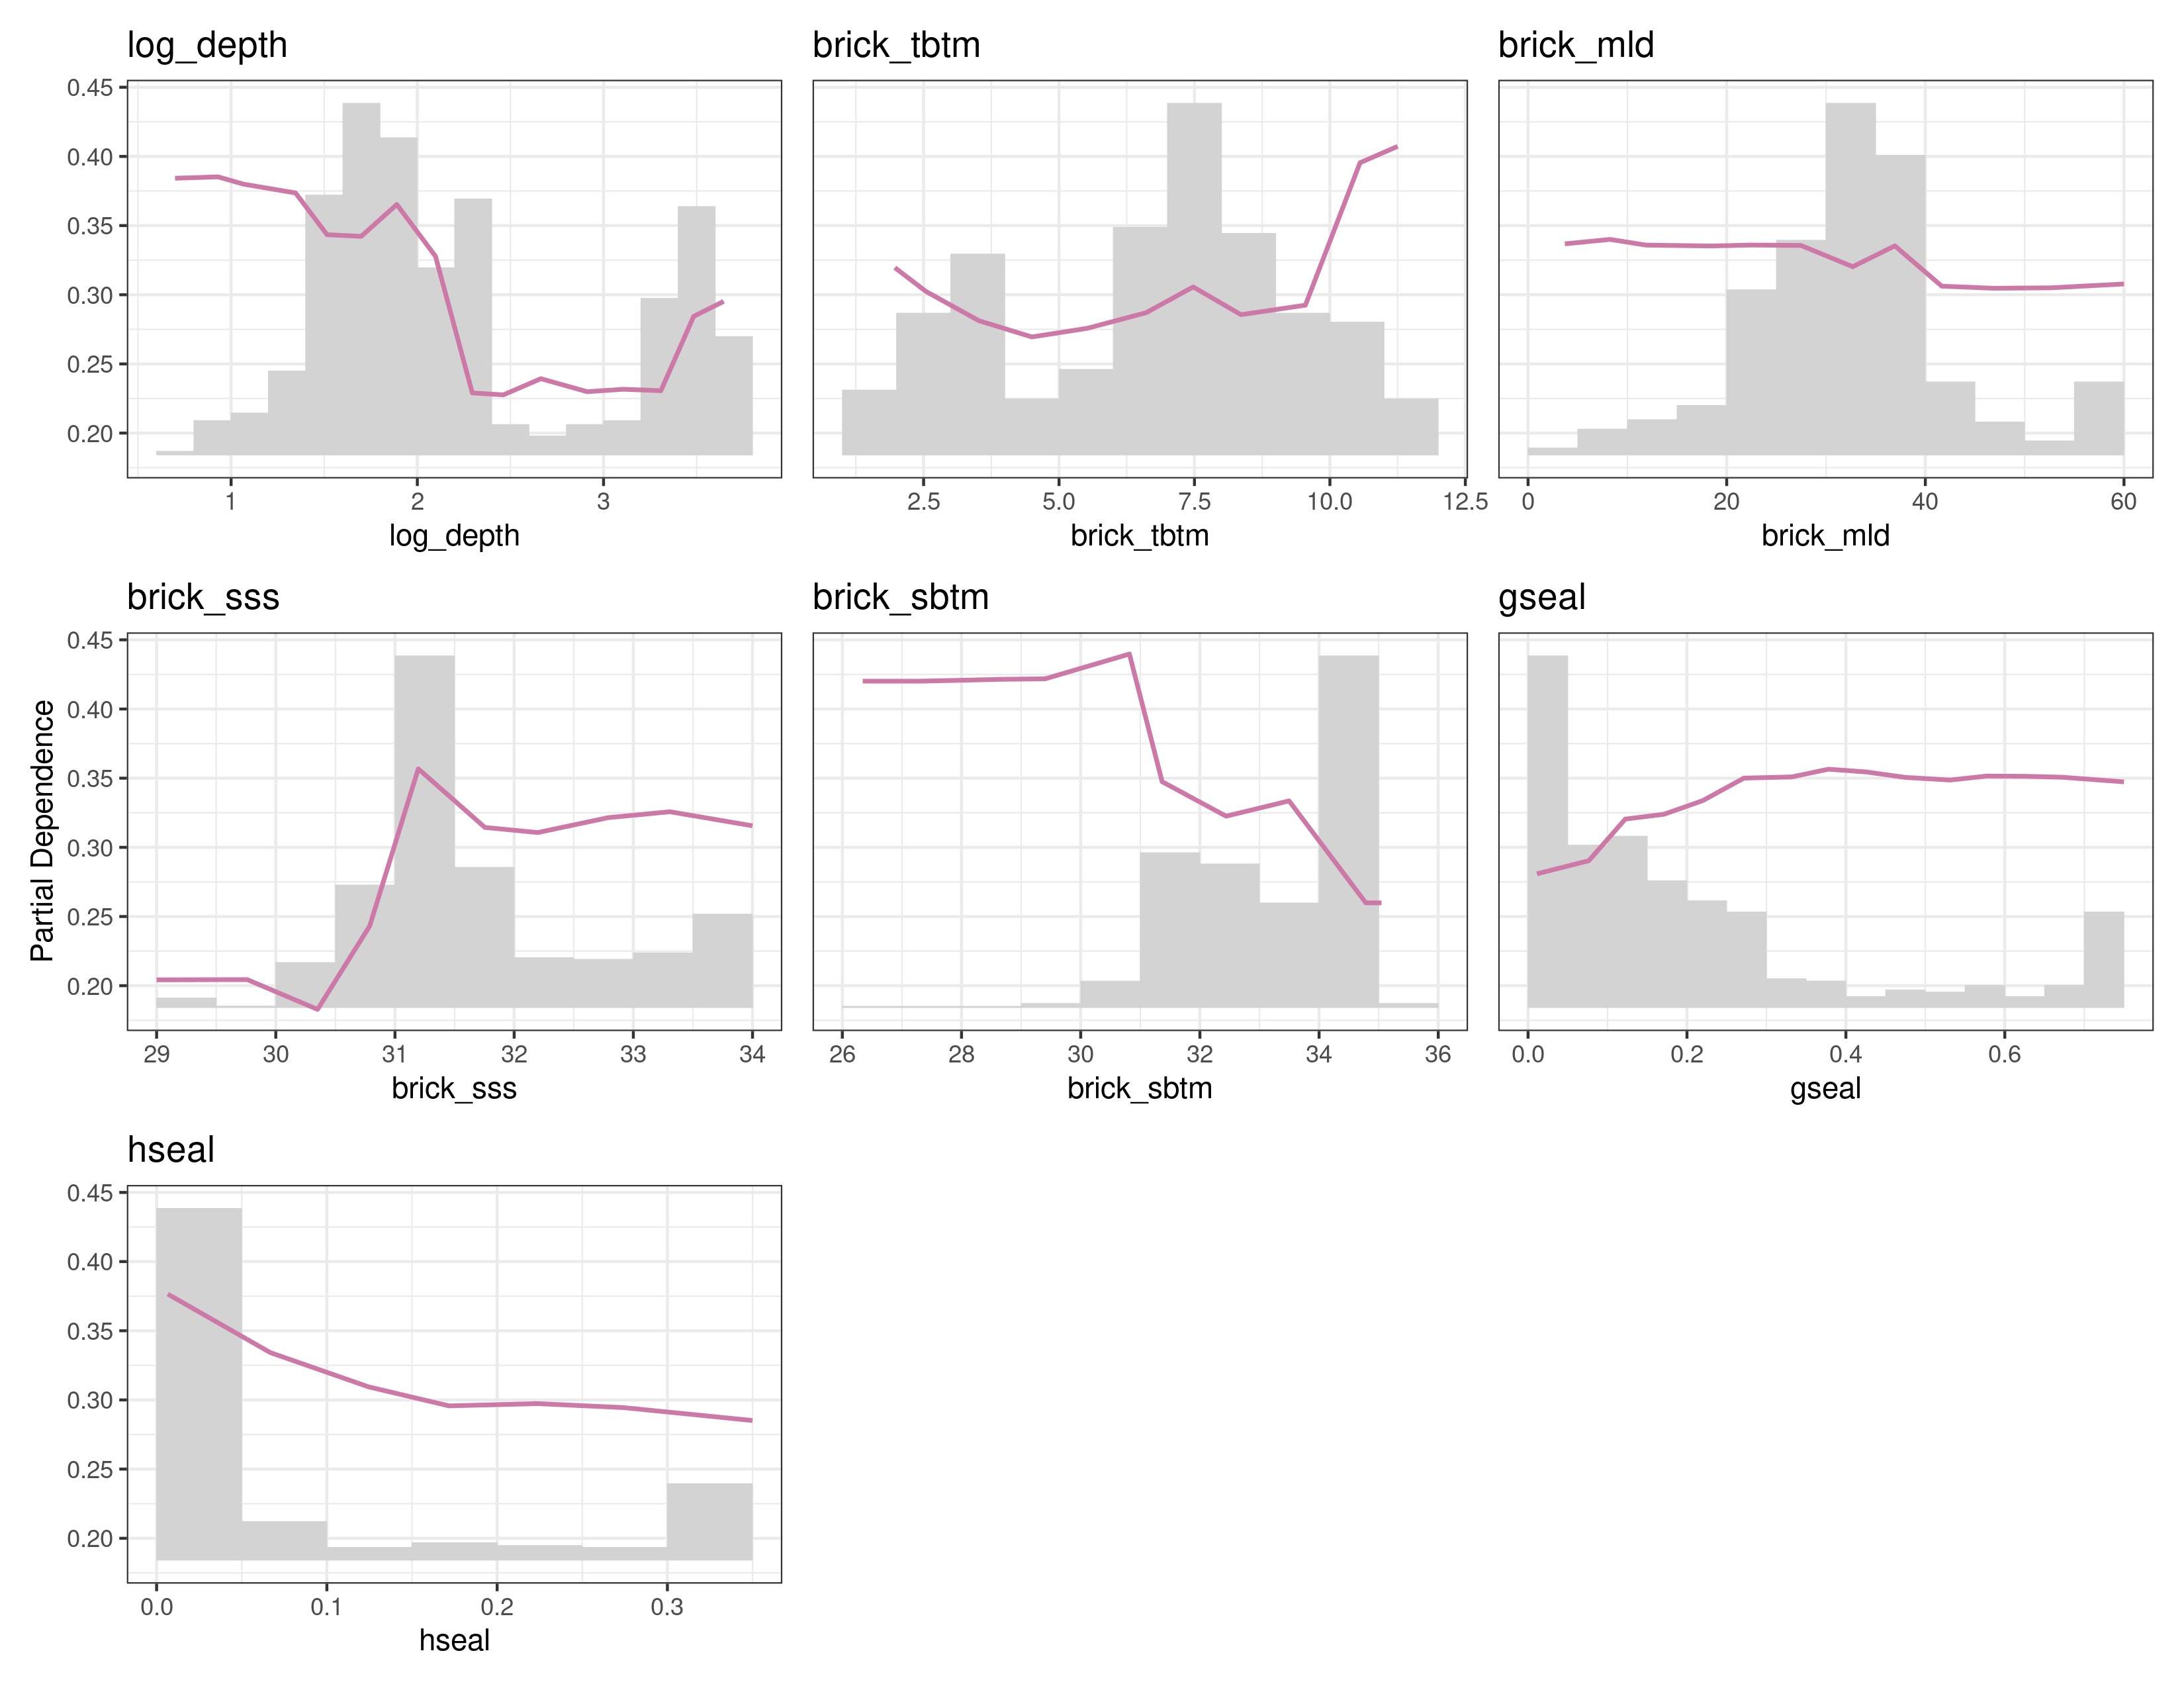 log_depth brick_tbtm brick_mld
0.45
0.40
0.35
0.30
0.25
0.20
1 2 3 2.5 5.0 7.5 10.0 12.5 0 20 40 60
log_depth brick_tbtm brick_mld
brick_sss brick_sbtm gseal
Partial Dependence
0.45
0.40
0.35
0.30
0.25
0.20
29 30 31 32 33 34 26 28 30 32 34 36 0.0 0.2 0.4 0.6
brick_sss brick_sbtm gseal
hseal
0.45
0.40
0.35
0.30
0.25
0.20
0.0 0.1 0.2 0.3
hseal